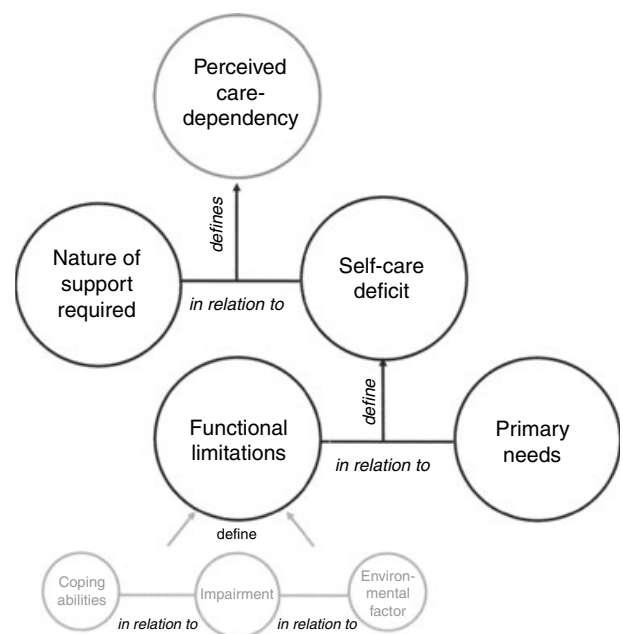 Perceived
care-
dependency
defines
Nature of
support
required
in relation to
Self-care
deficit
define
Functional
limitations
in relation to
Primary
needs
define
Coping
abilities
in relation to
Impairment
in relation to
Environ-
mental
factor